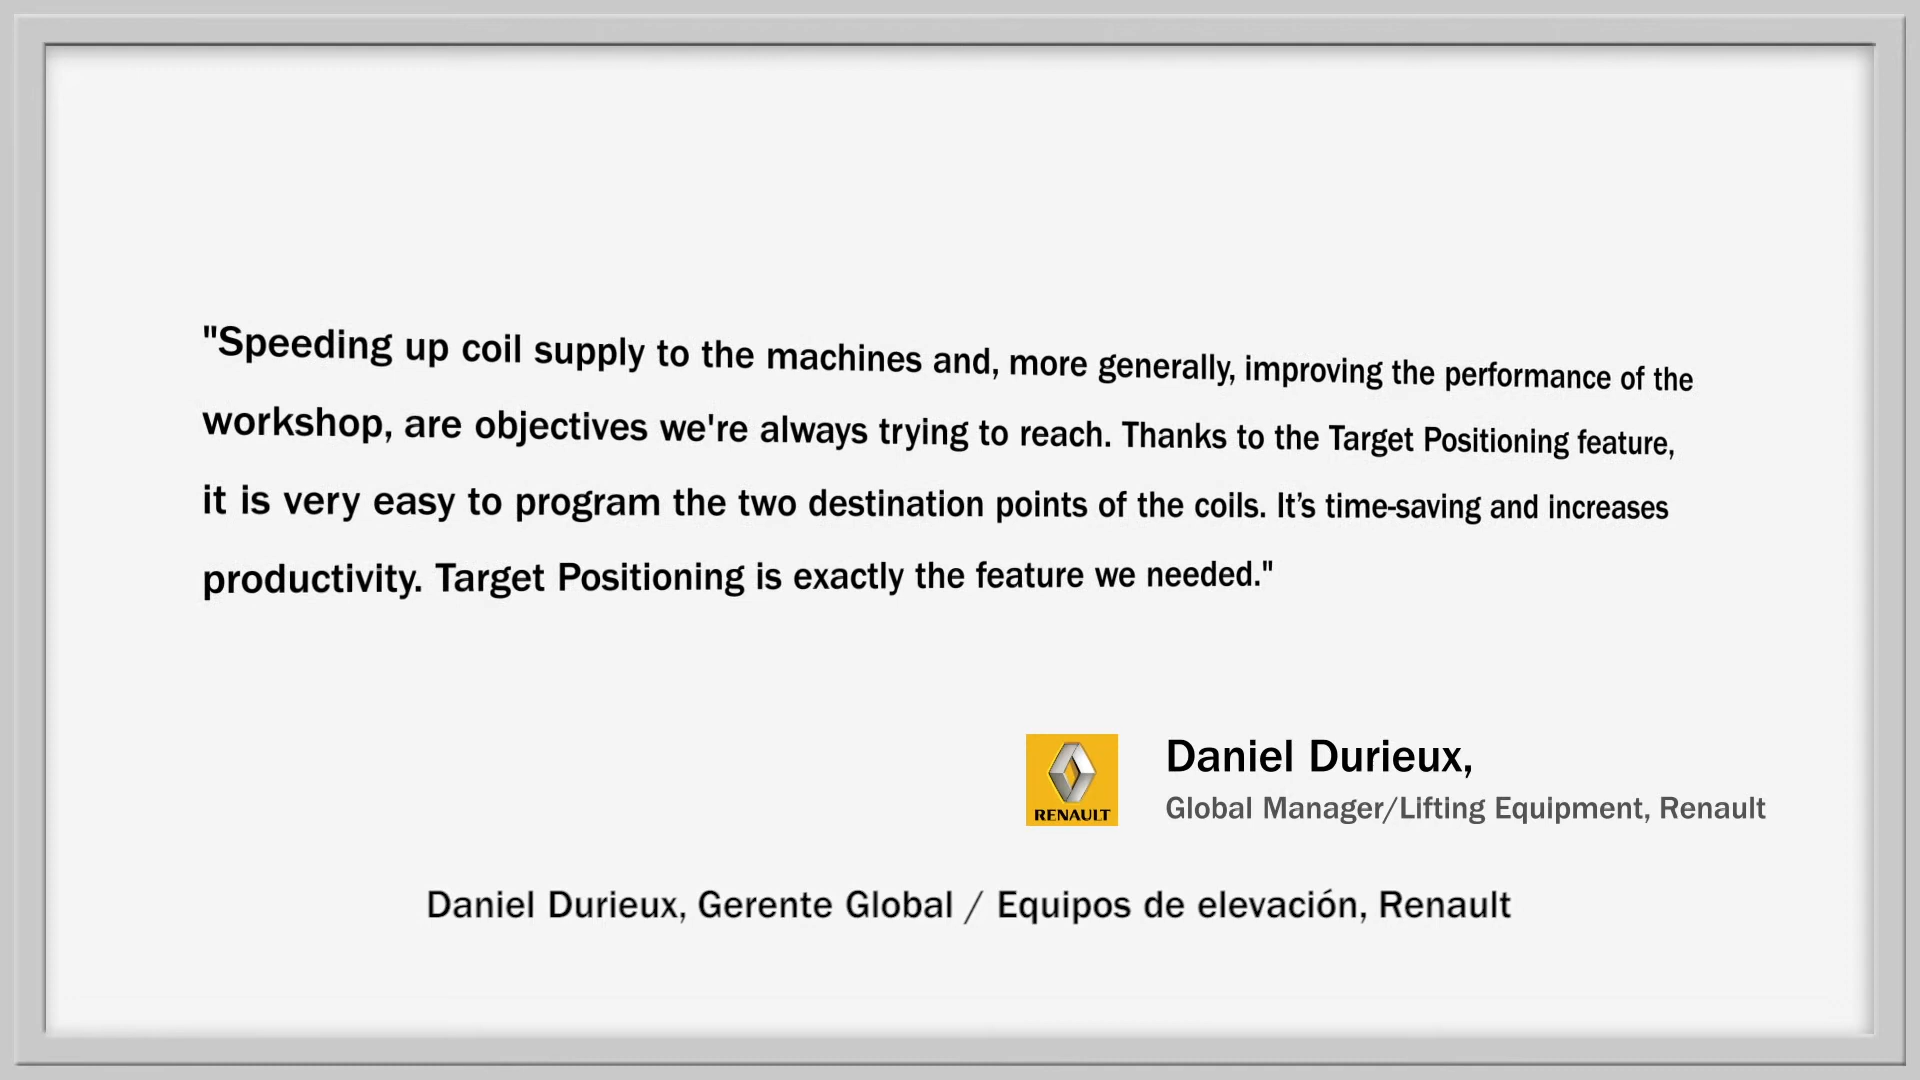 "Speeding up coil supply to the machines and, more generally, improving the performance of the
workshop, are objectives we're always trying to reach. Thanks to the Target Positioning feature,
it is very easy to program the two destination points of the coils. It’s time-saving and increases
productivity. Target Positioning is exactly the feature we needed."
RENAULT
Daniel Durieux,
Global Manager/Lifting Equipment, Renault
Daniel Durieux, Gerente Global / Equipos de elevación, Renault